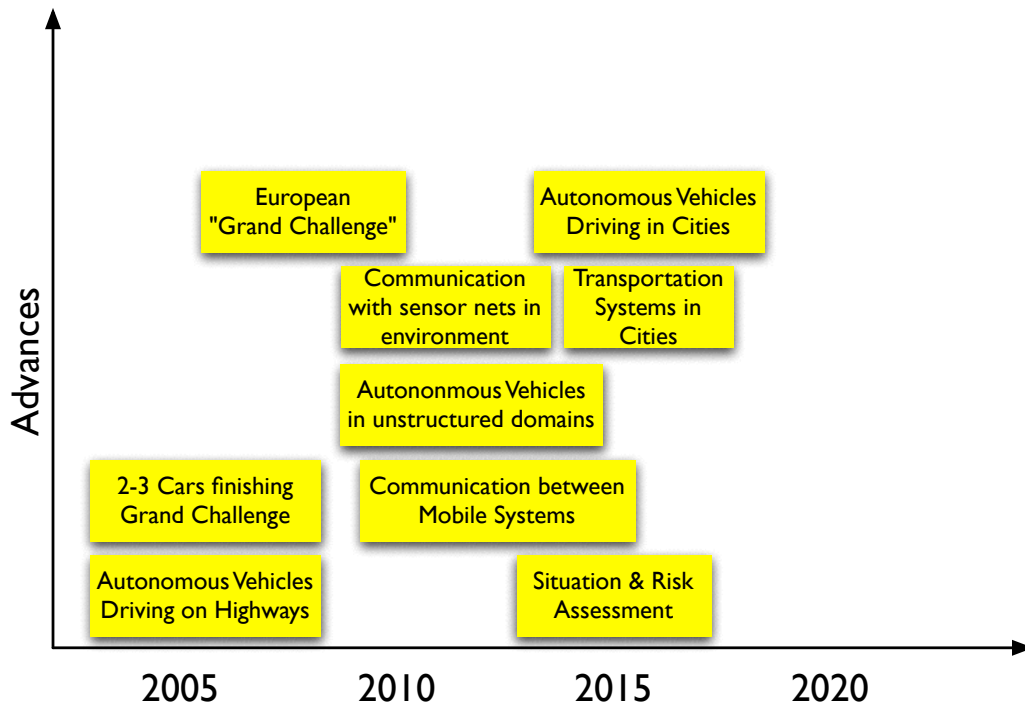 European
"Grand Challenge"
Autonomous Vehicles
Driving in Cities
Communication
with sensor nets in
environment
Transportation
Systems in
Cities
Autononmous Vehicles
in unstructured domains
2-3 Cars finishing
Grand Challenge
Communication between
Mobile Systems
Autonomous Vehicles
Driving on Highways
Situation & Risk
Assessment
Advances
2005 2010 2015 2020